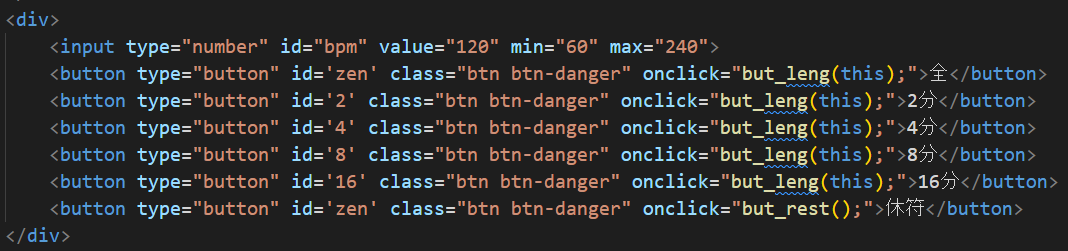 <div>
<input type="number" id="bpm" value="120" min="60" max="240">
<button type="button" id='zen' class="btn btn-danger" onclick="but_leng(this);">全</button>
<button type="button" id='2' class="btn btn-danger" onclick="but_leng(this);">2分</button>
<button type="button" id='4' class="btn btn-danger" onclick="but_leng(this);">4分</button>
<button type="button" id='8' class="btn btn-danger" onclick="but_leng(this);">8分</button>
<button type="button" id='16' class="btn btn-danger" onclick="but_leng(this);">16分</button>
<button type="button" id='zen' class="btn btn-danger" onclick="but_rest();">休符</button>
</div>